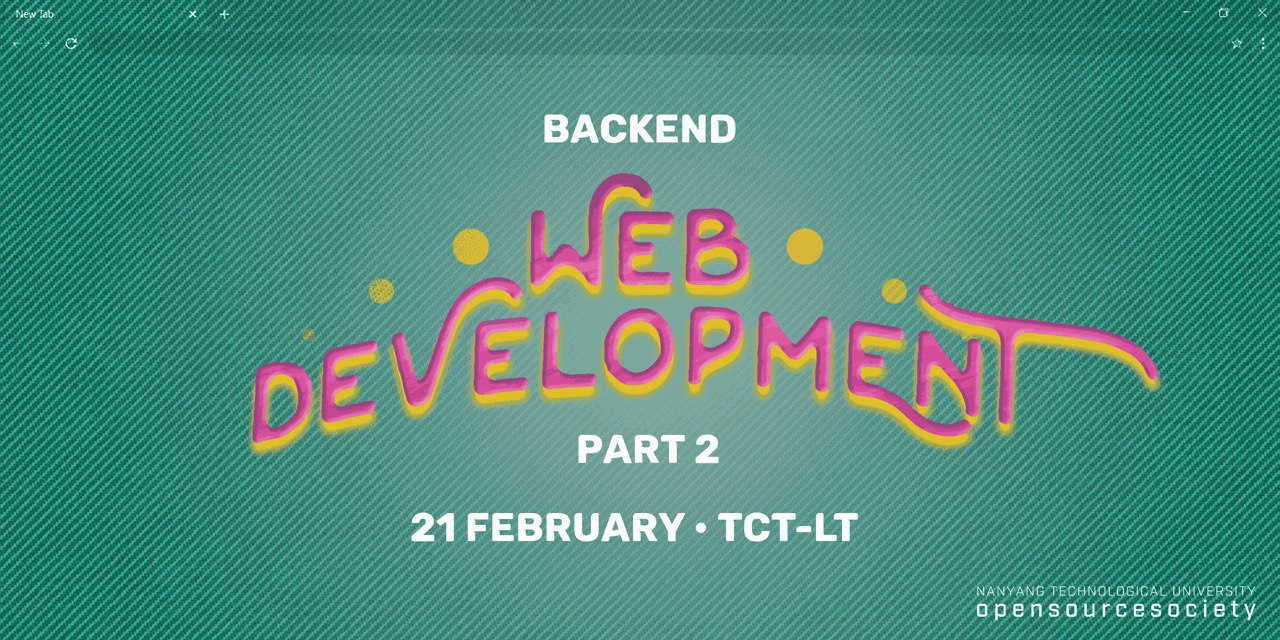 New Tab
BACKEND
WEB
DEVELOPMENT
PART 2
21 FEBRUARY • TCT-LT
NANYANG TECHNOLOGICAL UNIVERSITY
opensourcesociety